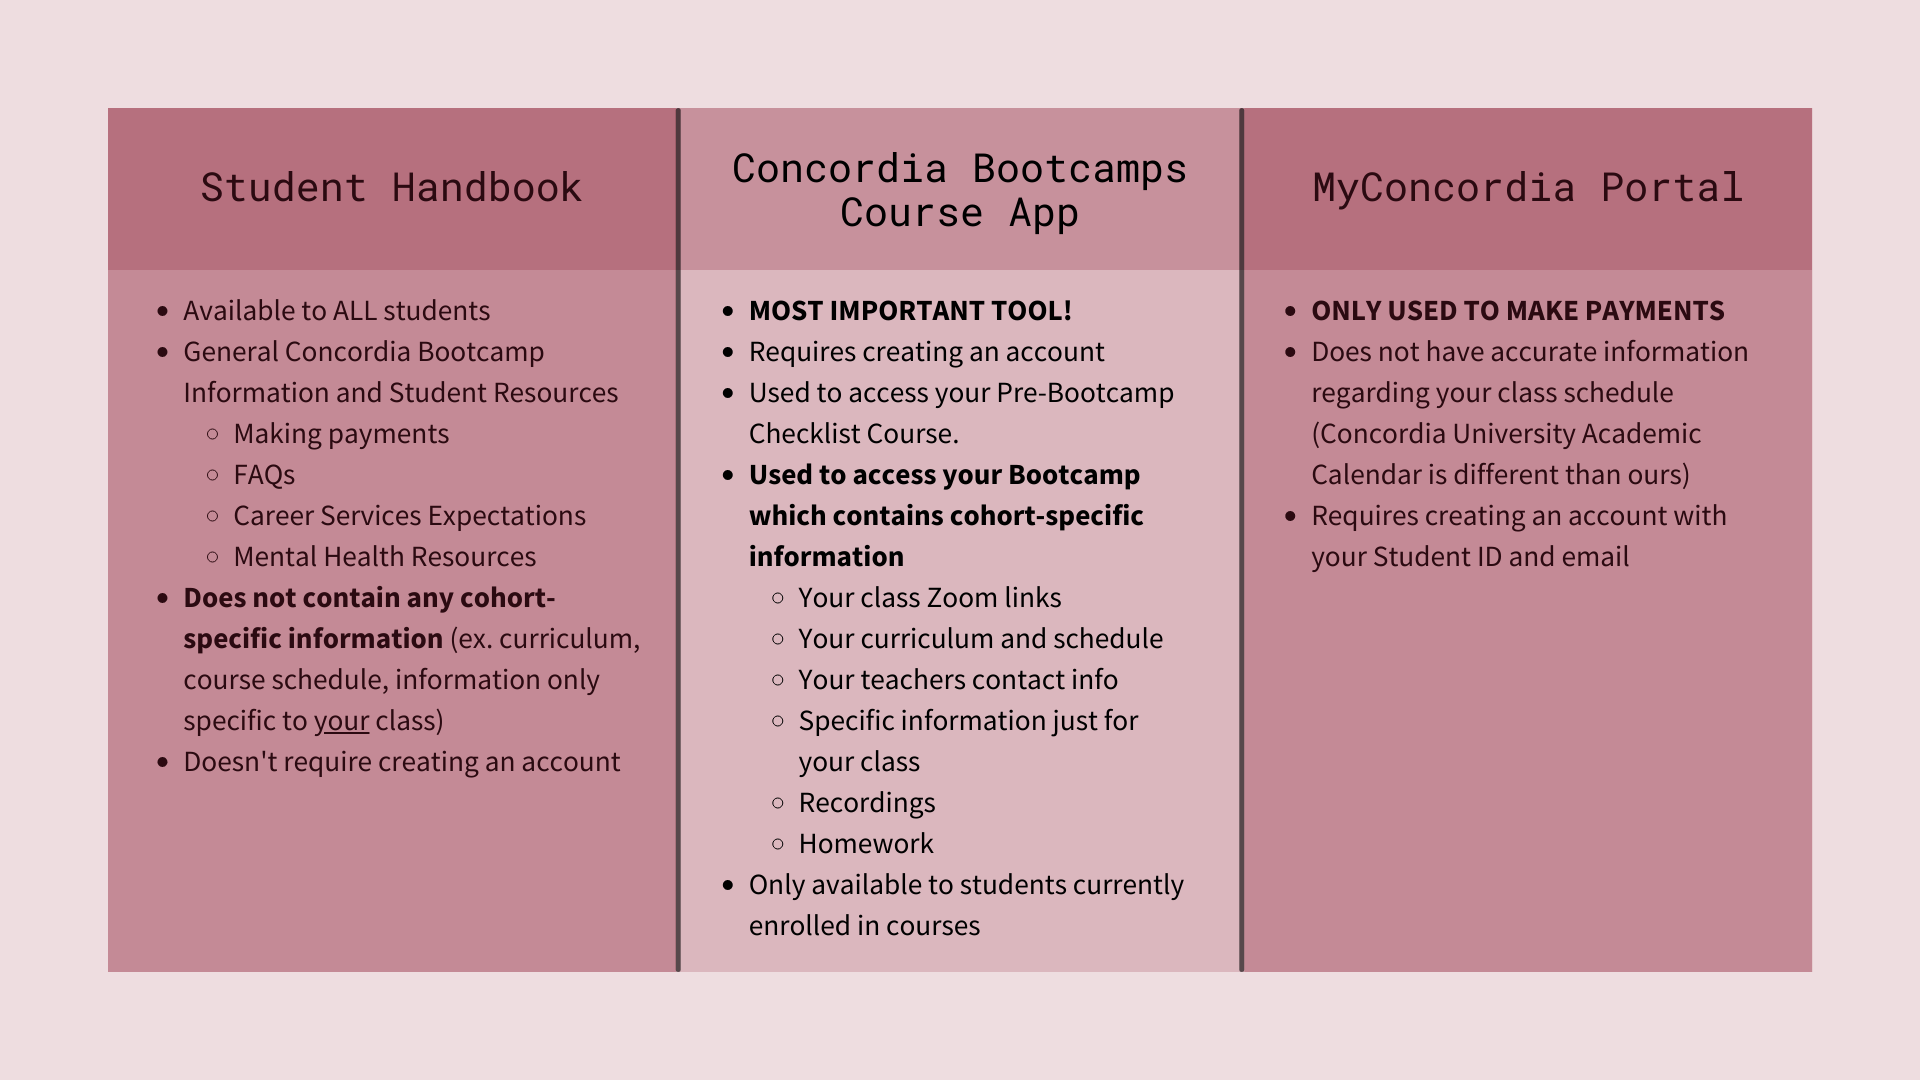 Student Handbook
• Available to ALL students
• General Concordia Bootcamp
Information and Student Resources
◦ Making payments
◦ FAQs
◦ Career Services Expectations
◦ Mental Health Resources
• Does not contain any cohort-
specific information (ex. curriculum,
course schedule, information only
specific to your class)
• Doesn't require creating an account
Concordia Bootcamps
Course App
• MOST IMPORTANT TOOL!
• Requires creating an account
• Used to access your Pre-Bootcamp
Checklist Course.
• Used to access your Bootcamp
which contains cohort-specific
information
◦ Your class Zoom links
◦ Your curriculum and schedule
◦ Your teachers contact info
◦ Specific information just for
your class
◦ Recordings
◦ Homework
• Only available to students currently
enrolled in courses
MyConcordia Portal
• ONLY USED TO MAKE PAYMENTS
• Does not have accurate information
regarding your class schedule
(Concordia University Academic
Calendar is different than ours)
• Requires creating an account with
your Student ID and email